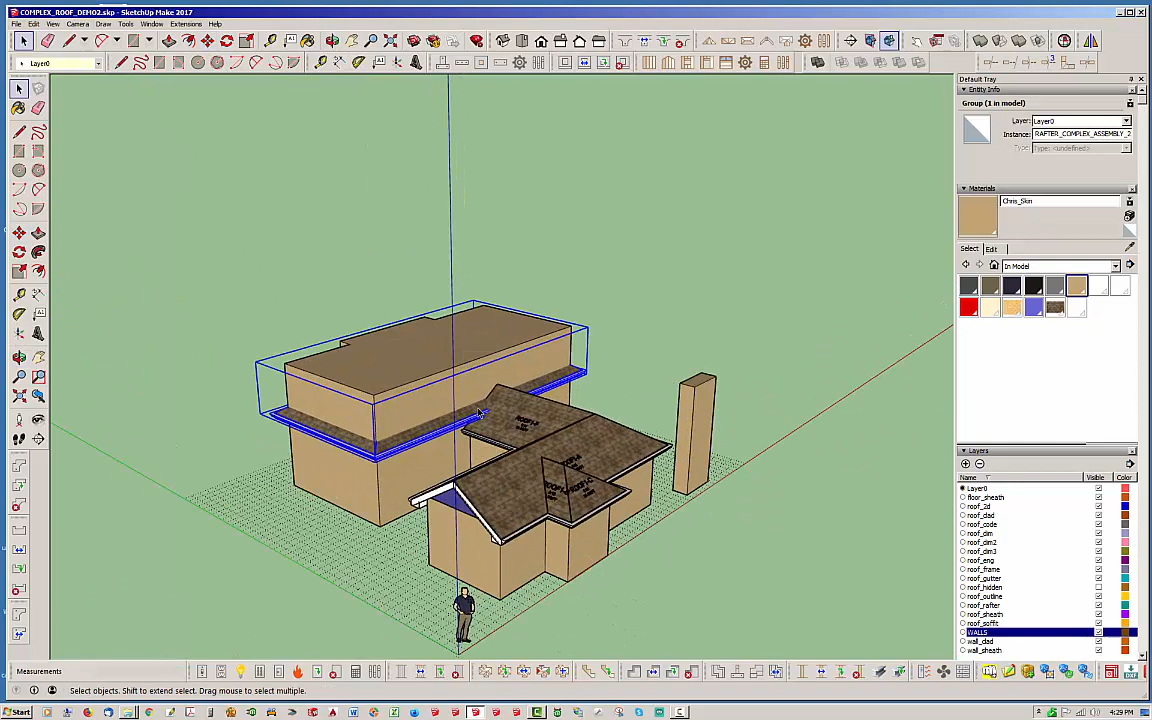 COMPLEX_ROOF_DEMO2.skp - SketchUp Make 2017
File Edit View Camera Draw Tools Window Extensions Help
Layer0
Default Tray
Entity Info
Group (1 in model)
Layer: Layer0
Instance: RAFTER_COMPLEX_ASSEMBLY_2
Type: Type: <undefined>
Materials
Chris_Skin
Select Edit
In Model
Layers
Name Visible
Layer0
floor_sheath
roof_2d
roof_dad
roof_code
roof_dim
roof_dim2
roof_dim3
roof_eng
roof_frame
roof_gutter
roof_hidden
roof_outline
roof_rafter
roof_sheath
roof_soffit
WALLS
wall_dad
wall_sheath
Measurements
Select objects. Shift to extend select. Drag mouse to select multiple.
Start
4:29 PM